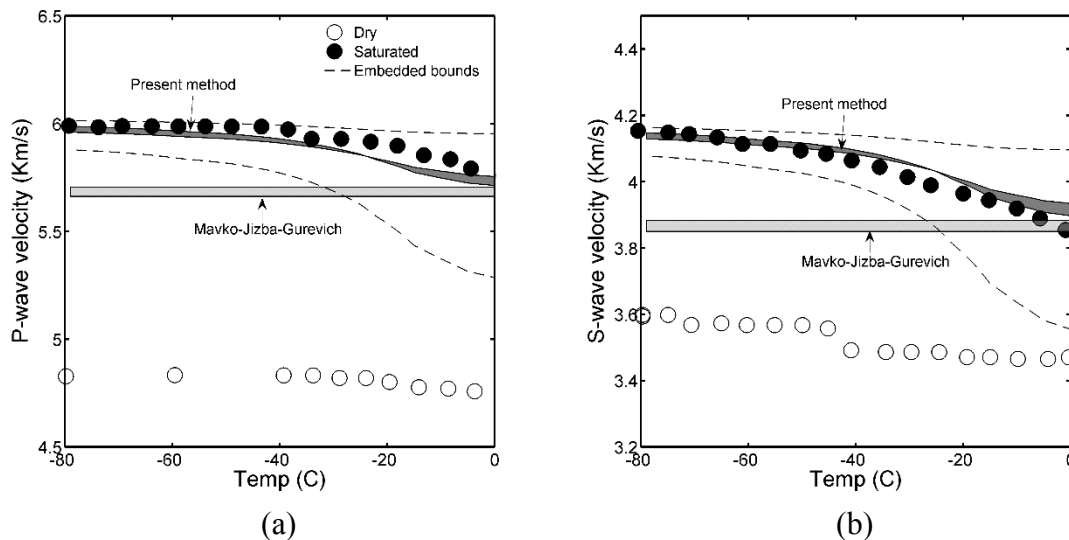 6.5
6
5.5
5
4.5
P-wave velocity (Km/s)
Dry
Saturated
Embedded bounds
Present method
Mavko-Jizba-Gurevich
-80
-60
-40
-20
0
Temp (C)
(a)
4.4
4.2
4
3.8
3.6
3.4
3.2
S-wave velocity (Km/s)
Present method
Mavko-Jizba-Gurevich
-80
-60
-40
-20
0
Temp (C)
(b)